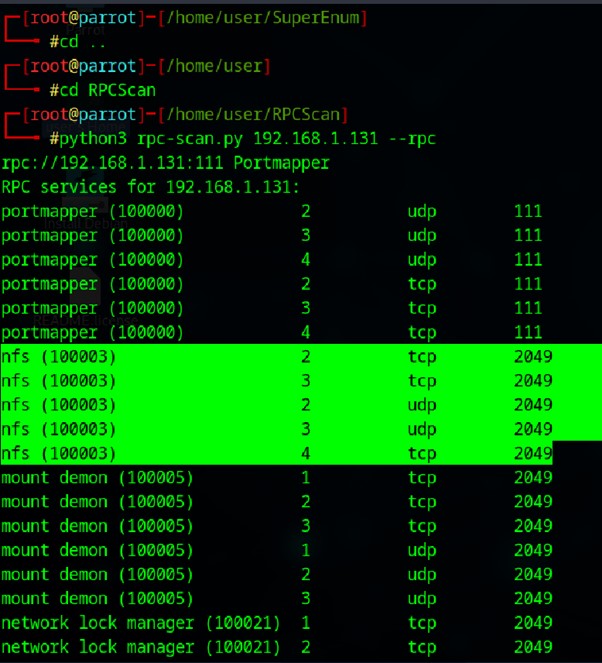 [root@parrot]-[/home/user/SuperEnum]
#cd ..
[root@parrot]-[/home/user]
#cd RPCScan
[root@parrot]-[/home/user/RPCScan]
#python3 rpc-scan.py 192.168.1.131 --rpc
rpc://192.168.1.131:111 Portmapper
RPC services for 192.168.1.131:
portmapper (100000) 2 udp 111
portmapper (100000) 3 udp 111
portmapper (100000) 4 udp 111
portmapper (100000) 2 tcp 111
portmapper (100000) 3 tcp 111
portmapper (100000) 4 tcp 111
nfs (100003) 2 tcp 2049
nfs (100003) 3 tcp 2049
nfs (100003) 2 udp 2049
nfs (100003) 3 udp 2049
nfs (100003) 4 tcp 2049
mount demon (100005) 1 tcp 2049
mount demon (100005) 2 tcp 2049
mount demon (100005) 3 tcp 2049
mount demon (100005) 1 udp 2049
mount demon (100005) 2 udp 2049
mount demon (100005) 3 udp 2049
network lock manager (100021) 1 tcp 2049
network lock manager (100021) 2 tcp 2049